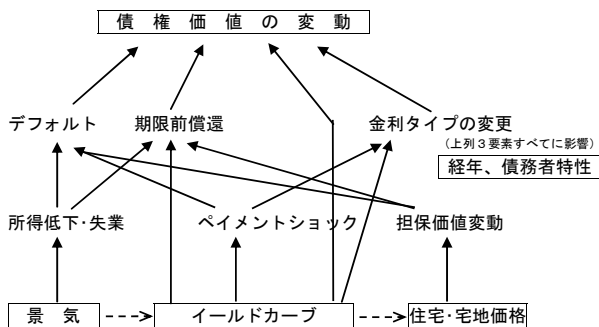 債権価値の変動
デフォルト 期限前償還 金利タイプの変更
（上列３要素すべてに影響）
経年、債務者特性
所得低下・失業 ペイメントショック 担保価値変動
景気 イールドカーブ 住宅・宅地価格